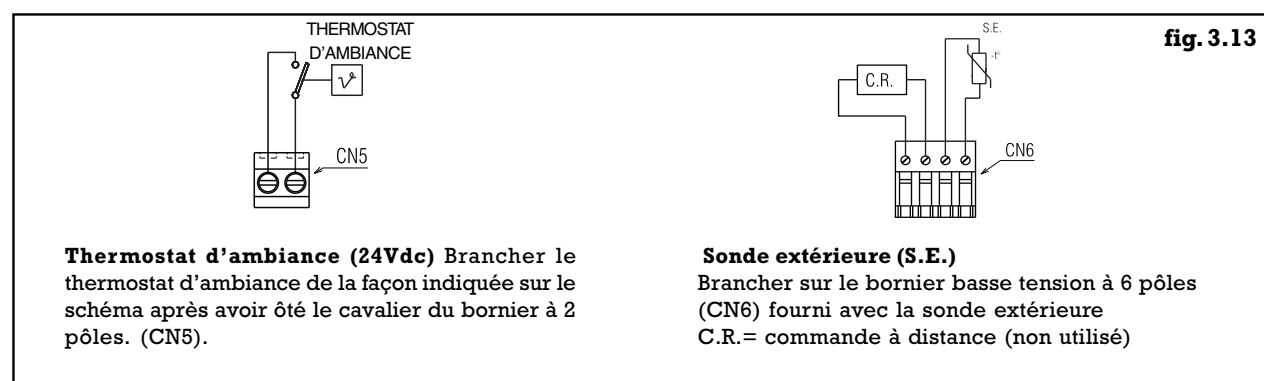 THERMOSTAT
D'AMBIANCE
CN5
S.E.
-t°
fig. 3.13
C.R.
CN6
Thermostat d'ambiance (24Vdc) Brancher le
thermostat d'ambiance de la façon indiquée sur le
schéma après avoir ôté le cavalier du bornier à 2
pôles. (CN5).
Sonde extérieure (S.E.)
Brancher sur le bornier basse tension à 6 pôles
(CN6) fourni avec la sonde extérieure
C.R.= commande à distance (non utilisé)